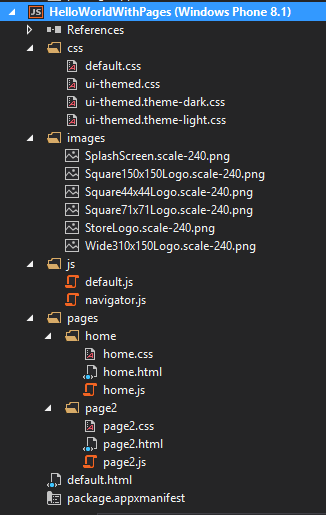 JS HelloWorldWithPages (Windows Phone 8.1)
References
css
default.css
ui-themed.css
ui-themed.theme-dark.css
ui-themed.theme-light.css
images
SplashScreen.scale-240.png
Square150x150Logo.scale-240.png
Square44x44Logo.scale-240.png
Square71x71Logo.scale-240.png
StoreLogo.scale-240.png
Wide310x150Logo.scale-240.png
js
default.js
navigator.js
pages
home
home.css
home.html
home.js
page2
page2.css
page2.html
page2.js
default.html
package.appxmanifest